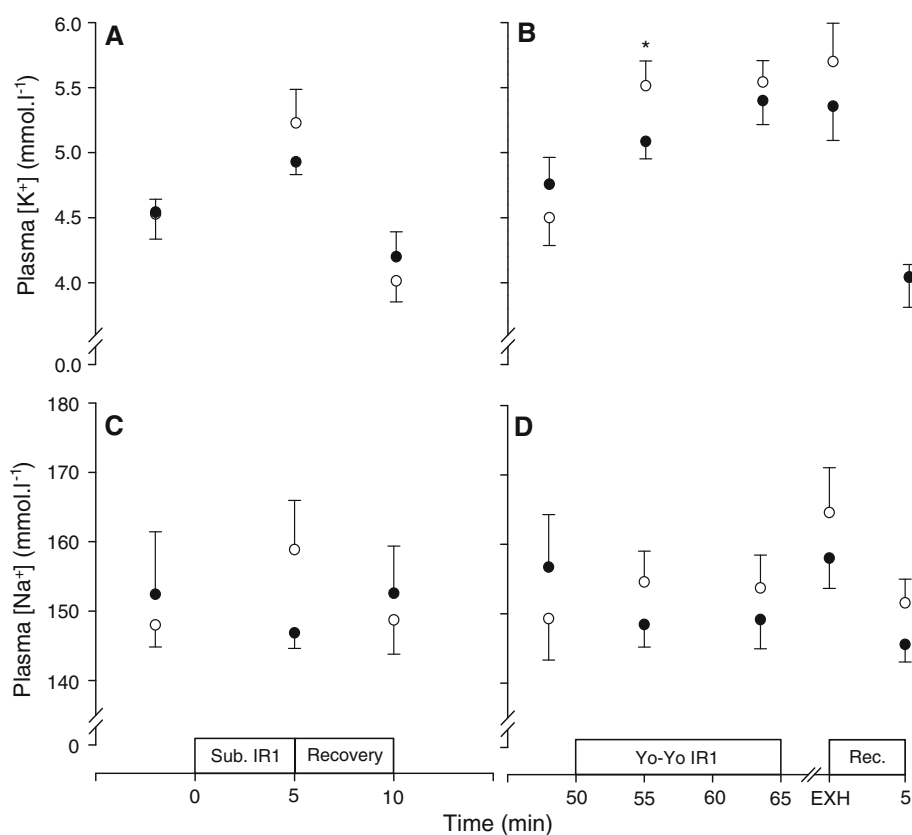 A
B
*
6.0
5.5
5.0
4.5
4.0
0.0
Plasma [K⁺] (mmol.l⁻¹)
C
D
180
170
160
150
140
0
Plasma [Na⁺] (mmol.l⁻¹)
Sub. IR1
Recovery
Yo-Yo IR1
Rec.
0 5 10
50 55 60 65 EXH 5
Time (min)